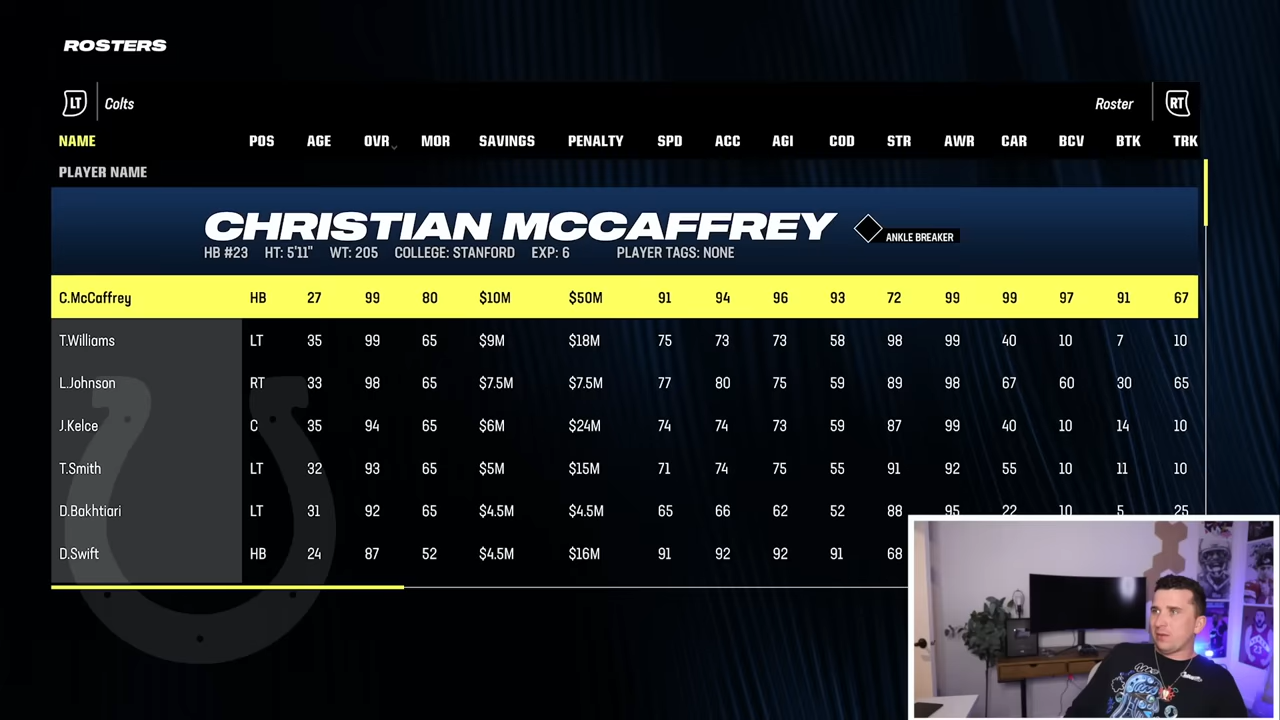 ROSTERS
LT Colts Roster RT
NAME POS AGE OVR MOR SAVINGS PENALTY SPD ACC AGI COD STR AWR CAR BCV BTK TRK
PLAYER NAME
CHRISTIAN MCCAFFREY ANKLE BREAKER
HB #23 HT: 5'11" WT: 205 COLLEGE: STANFORD EXP: 6 PLAYER TAGS: NONE
C.McCaffrey HB 27 99 80 $10M $50M 91 94 96 93 72 99 99 97 91 67
T.Williams LT 35 99 65 $9M $18M 75 73 73 58 98 99 40 10 7 10
L.Johnson RT 33 98 65 $7.5M $7.5M 77 80 75 59 89 98 67 60 30 65
J.Kelce C 35 94 65 $6M $24M 74 74 73 59 87 99 40 10 14 10
T.Smith LT 32 93 65 $5M $15M 71 74 75 55 91 92 55 10 11 10
D.Bakhtiari LT 31 92 65 $4.5M $4.5M 65 66 62 52 88 95 22 10 5 25
D.Swift HB 24 87 52 $4.5M $16M 91 92 92 91 68